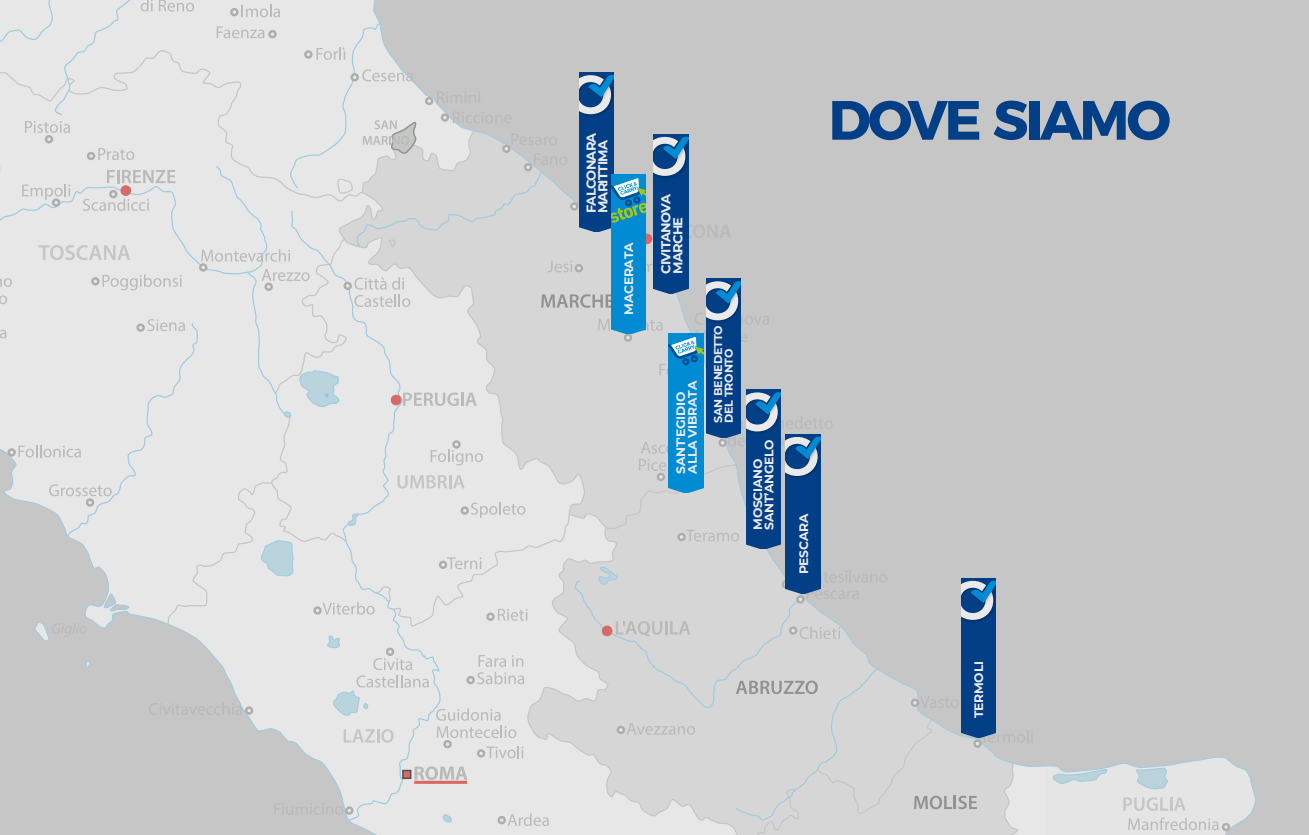 di Reno
Imola
Faenza
Forlì
Cesena
Rimini
Riccione
SAN
MARINO
Pesaro
Fano
Pistoia
Prato
FIRENZE
Empoli
Scandicci
TOSCANA
Montevarchi
Arezzo
Poggibonsi
Città di
Castello
Siena
Jesi
MARCHE
PERUGIA
Foligno
UMBRIA
Spoleto
Follonica
Grosseto
Terni
Teramo
Viterbo
Rieti
Giglio
L'AQUILA
Chieti
Civita
Castellana
Fara in
Sabina
ABRUZZO
Civitavecchia
Guidonia
Montecelio
Avezzano
Vasto
LAZIO
Tivoli
ROMA
Fiumicino
Ardea
MOLISE
PUGLIA
Manfredonia
DOVE SIAMO
FALCONARA
MARITTIMA
CLICK &
CARRY
store
MACERATA
CIVITANOVA
MARCHE
CLICK &
CARRY
SANT'EGIDIO
ALLA VIBRATA
SAN BENEDETTO
DEL TRONTO
MOSCIANO
SANT'ANGELO
PESCARA
TERMOLI